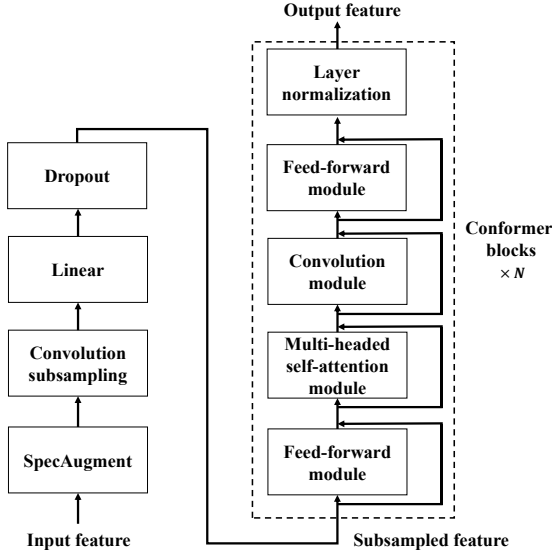 Output feature
Layer
normalization
Feed-forward
module
Convolution
module
Multi-headed
self-attention
module
Feed-forward
module
Conformer
blocks
× N
Subsampled feature
Dropout
Linear
Convolution
subsampling
SpecAugment
Input feature